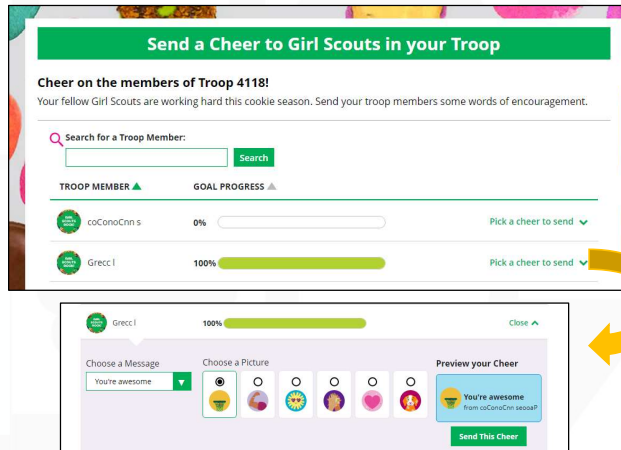 Send a Cheer to Girl Scouts in your Troop
Cheer on the members of Troop 4118!
Your fellow Girl Scouts are working hard this cookie season. Send your troop members some words of encouragement.
Search for a Troop Member:
Search
TROOP MEMBER GOAL PROGRESS
coConoCnn s 0% Pick a cheer to send
Grecc l 100% Pick a cheer to send
Grecc l 100% Close
Choose a Message Choose a Picture Preview your Cheer
You're awesome
You're awesome
from coConoCnn
Send This Cheer